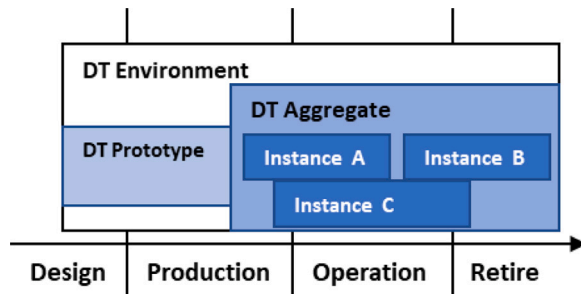 DT Environment
DT Aggregate
DT Prototype
Instance A
Instance B
Instance C
Design
Production
Operation
Retire